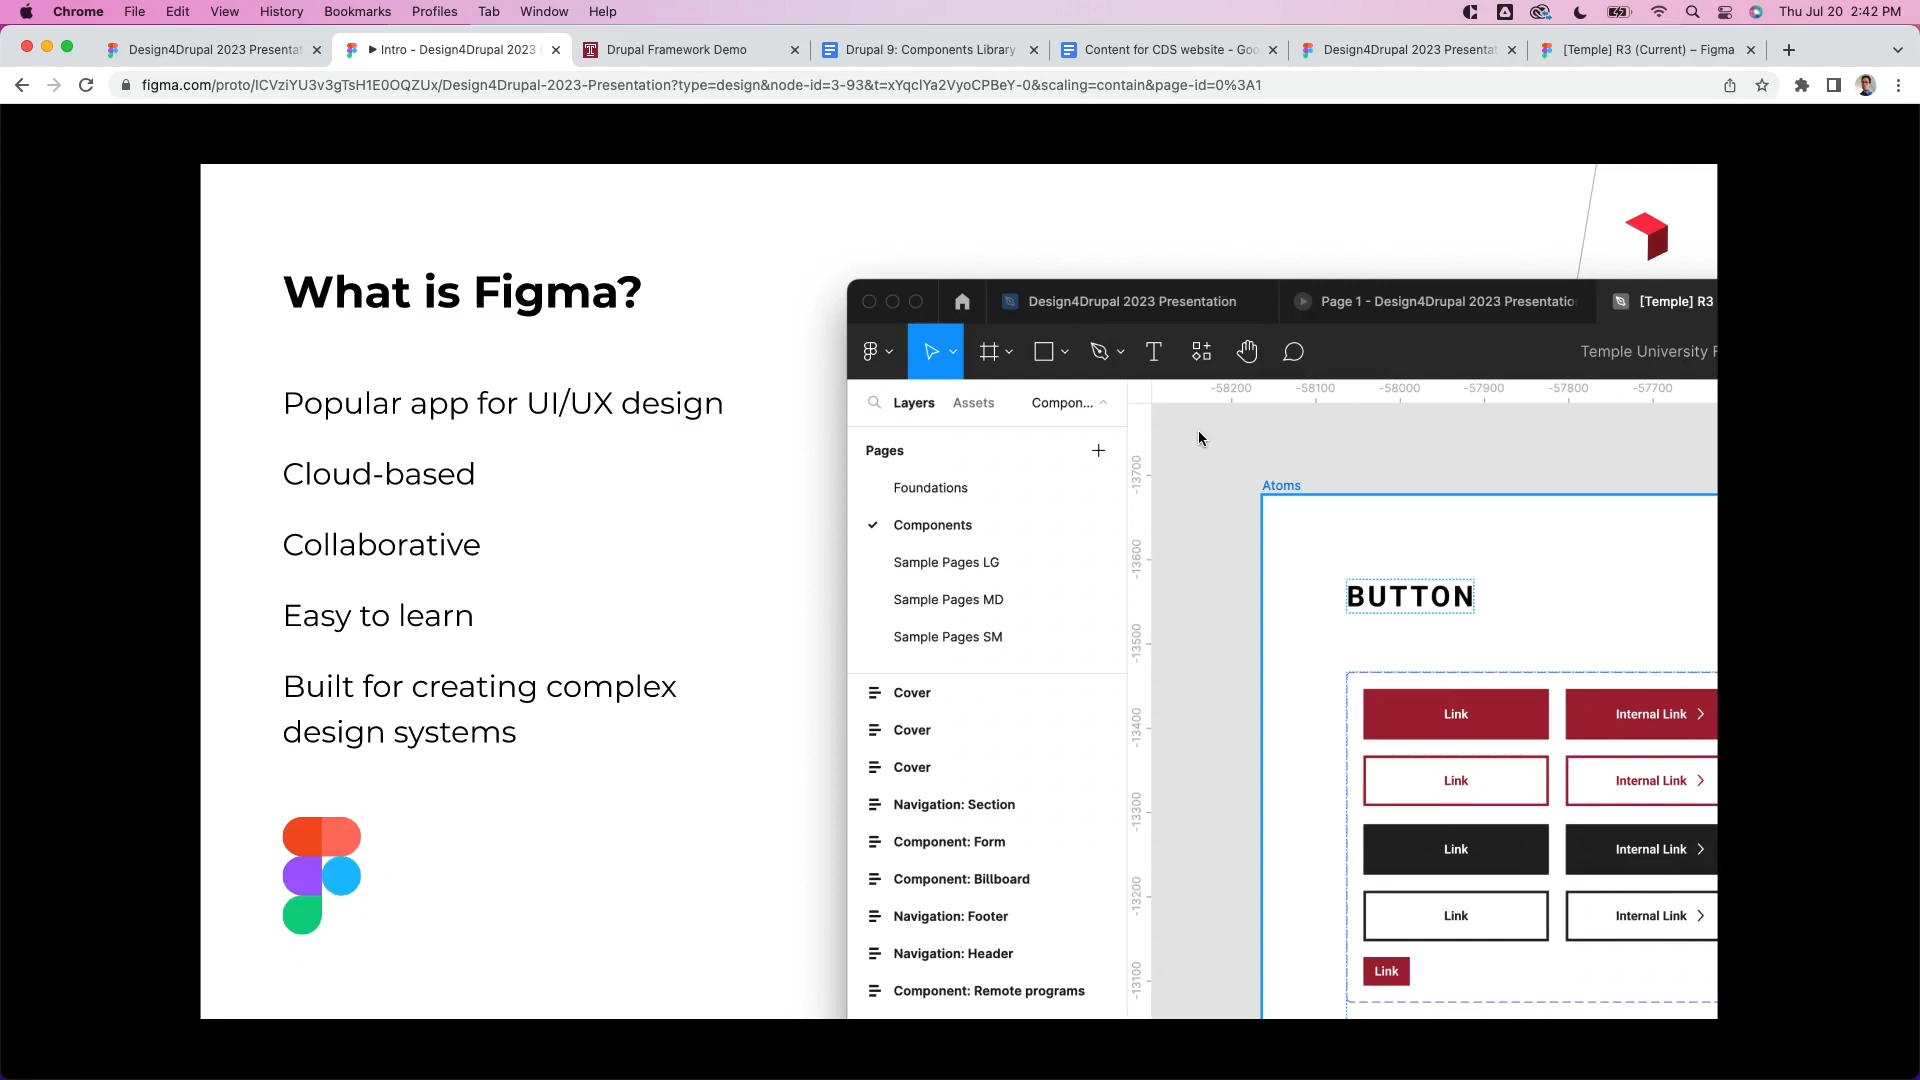 Chrome File Edit View History Bookmarks Profiles Tab Window Help Thu Jul 20 2:42 PM
Design4Drupal 2023 Presentat Intro - Design4Drupal 2023 Drupal Framework Demo Drupal 9: Components Library Content for CDS website - Goo Design4Drupal 2023 Presentat [Temple] R3 (Current) – Figma
figma.com/proto/ICVziYU3v3gTsH1E0OQZUx/Design4Drupal-2023-Presentation?type=design&node-id=3-93&t=xYqclYa2VyoCPBeY-0&scaling=contain&page-id=0%3A1
What is Figma?
Popular app for UI/UX design
Cloud-based
Collaborative
Easy to learn
Built for creating complex
design systems
Design4Drupal 2023 Presentation Page 1 - Design4Drupal 2023 Presentatio [Temple] R3
Temple University F
Layers Assets Compon...
-58200 -58100 -58000 -57900 -57800 -57700
Pages
Foundations
Components
Sample Pages LG
Sample Pages MD
Sample Pages SM
Cover
Cover
Cover
Navigation: Section
Component: Form
Component: Billboard
Navigation: Footer
Navigation: Header
Component: Remote programs
-13700
-13600
-13500
-13400
-13300
-13200
-13100
Atoms
BUTTON
Link Internal Link
Link Internal Link
Link Internal Link
Link Internal Link
Link